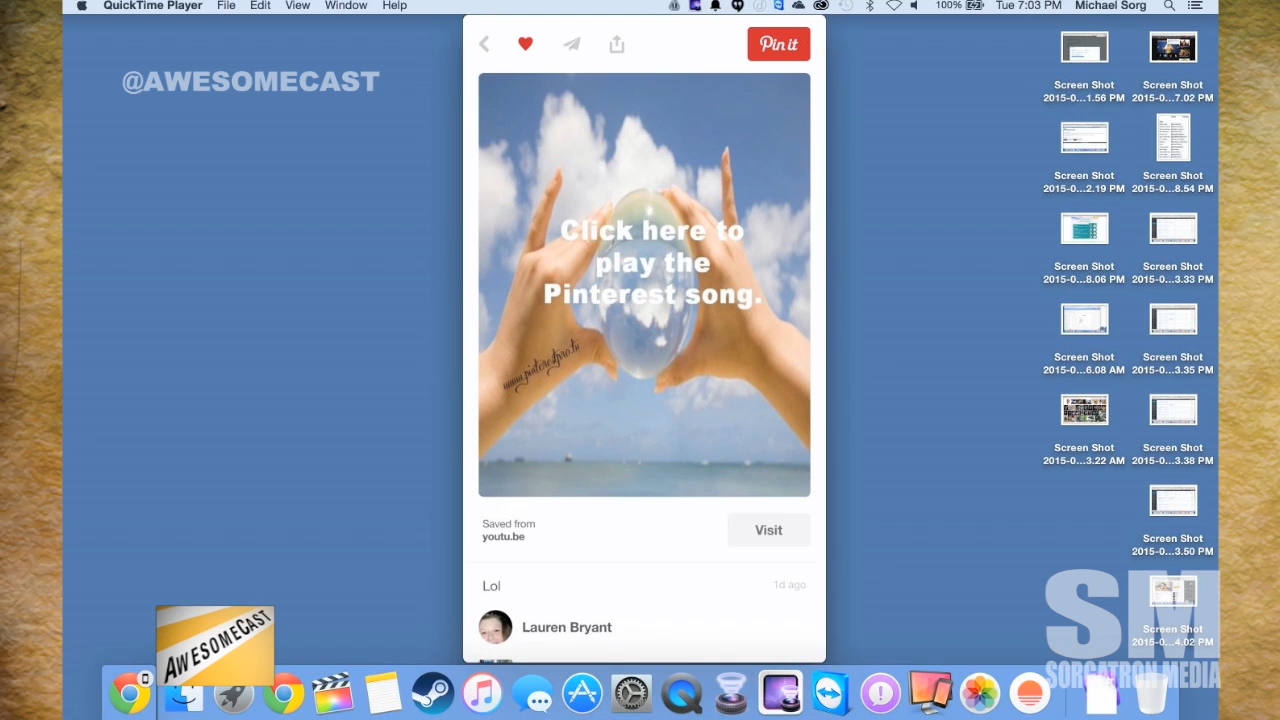 QuickTime Player File Edit View Window Help
100% Tue 7:03 PM Michael Sorg
@AWESOMECAST
Pin it
Click here to
play the
Pinterest song.
www.pinterestpro.tv
Saved from
youtu.be
Visit
Lol
1d ago
Lauren Bryant
Screen Shot
2015-0...1.56 PM
Screen Shot
2015-0...7.02 PM
Screen Shot
2015-0...2.19 PM
Screen Shot
2015-0...8.54 PM
Screen Shot
2015-0...8.06 PM
Screen Shot
2015-0...3.33 PM
Screen Shot
2015-0...6.08 AM
Screen Shot
2015-0...3.35 PM
Screen Shot
2015-0...3.22 AM
Screen Shot
2015-0...3.38 PM
Screen Shot
2015-0...3.50 PM
Screen Shot
2015-0...4.02 PM
AWESOMECAST
SM
SORGATRON MEDIA